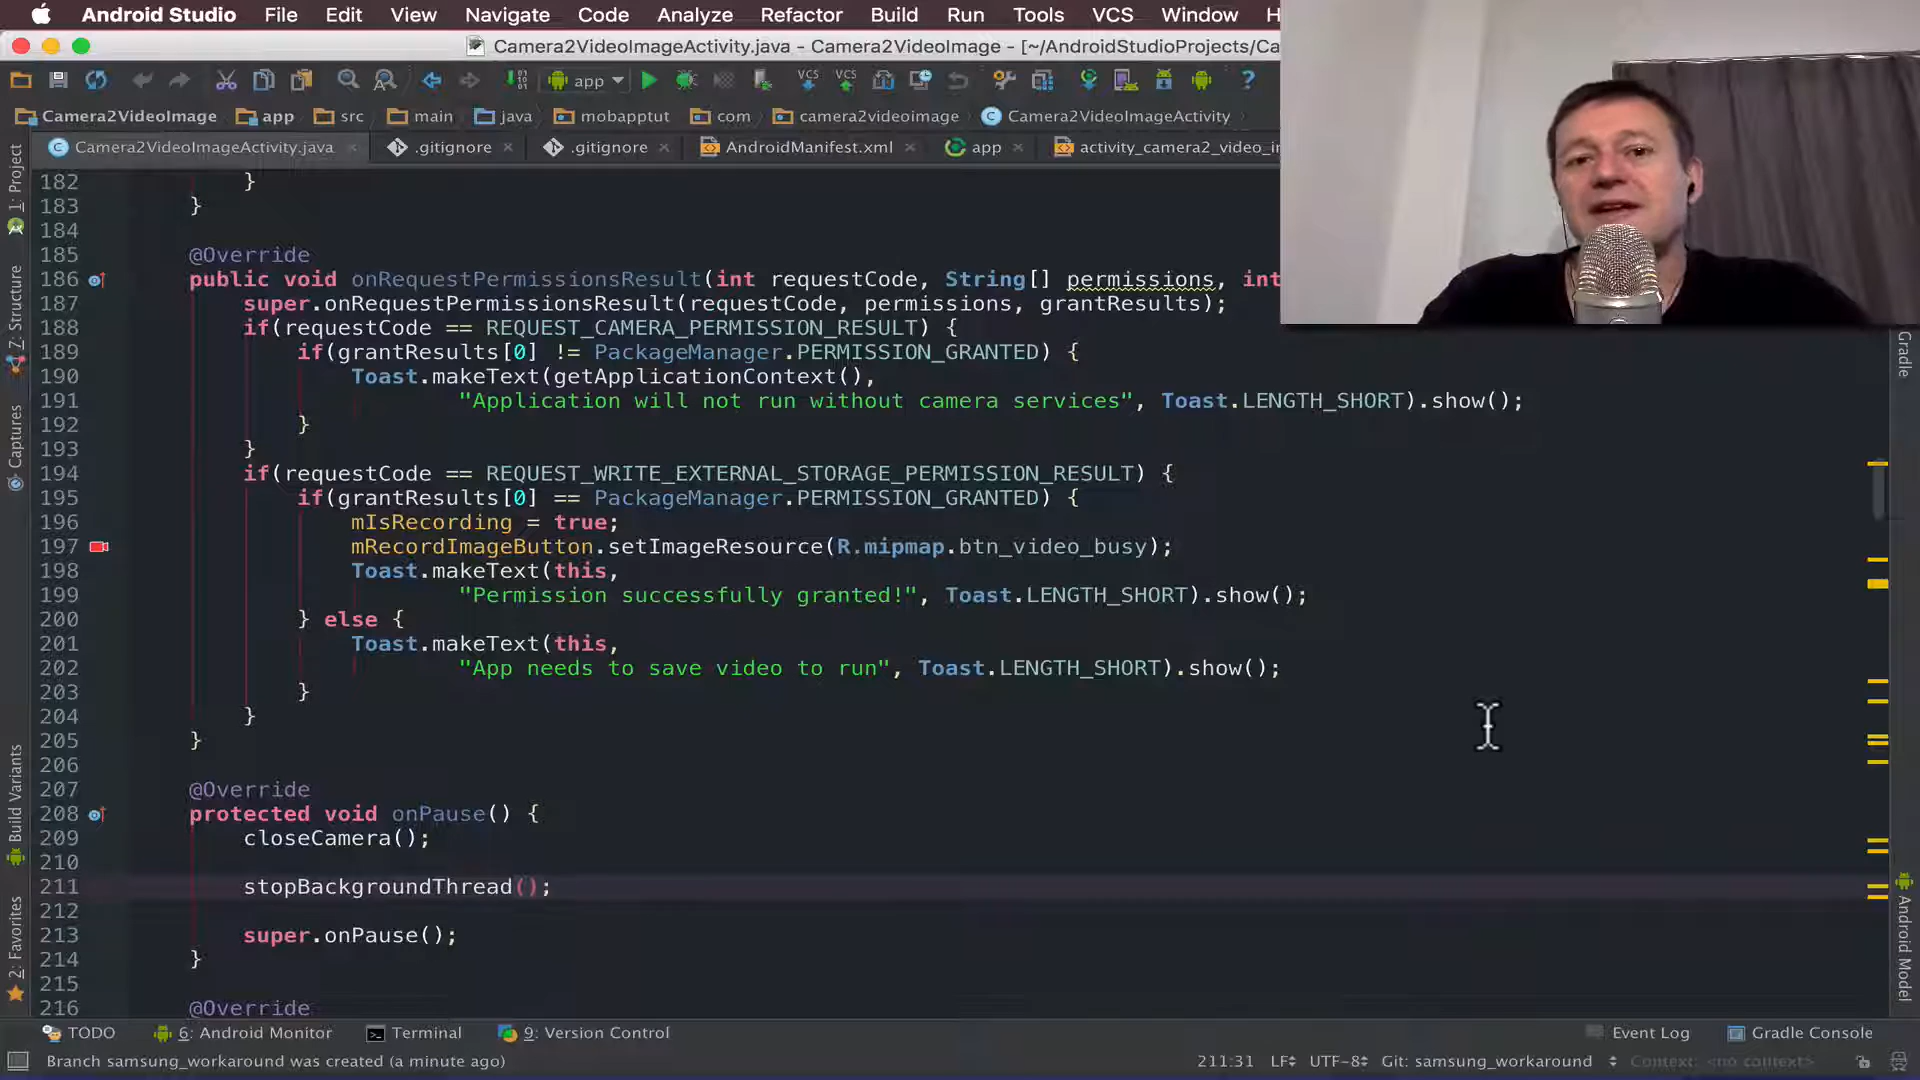 Android Studio File Edit View Navigate Code Analyze Refactor Build Run Tools VCS Window H
Camera2VideoImageActivity.java - Camera2VideoImage - [~/AndroidStudioProjects/Ca
app
VCS VCS
Camera2VideoImage app src main java mobapptut com camera2videoimage Camera2VideoImageActivity
Camera2VideoImageActivity.java .gitignore .gitignore AndroidManifest.xml app activity_camera2_video_i
1: Project
7: Structure
Captures
Build Variants
2: Favorites
182 }
183 }
184
185 @Override
186 public void onRequestPermissionsResult(int requestCode, String[] permissions, int
187 super.onRequestPermissionsResult(requestCode, permissions, grantResults);
188 if(requestCode == REQUEST_CAMERA_PERMISSION_RESULT) {
189 if(grantResults[0] != PackageManager.PERMISSION_GRANTED) {
190 Toast.makeText(getApplicationContext(),
191 "Application will not run without camera services", Toast.LENGTH_SHORT).show();
192 }
193 }
194 if(requestCode == REQUEST_WRITE_EXTERNAL_STORAGE_PERMISSION_RESULT) {
195 if(grantResults[0] == PackageManager.PERMISSION_GRANTED) {
196 mIsRecording = true;
197 mRecordImageButton.setImageResource(R.mipmap.btn_video_busy);
198 Toast.makeText(this,
199 "Permission successfully granted!", Toast.LENGTH_SHORT).show();
200 } else {
201 Toast.makeText(this,
202 "App needs to save video to run", Toast.LENGTH_SHORT).show();
203 }
204 }
205 }
206
207 @Override
208 protected void onPause() {
209 closeCamera();
210
211 stopBackgroundThread();
212
213 super.onPause();
214 }
215
216 @Override
Gradle
Android Model
TODO 6: Android Monitor Terminal 9: Version Control Event Log Gradle Console
Branch samsung_workaround was created (a minute ago) 211:31 LF UTF-8 Git: samsung_workaround Context: <no context>